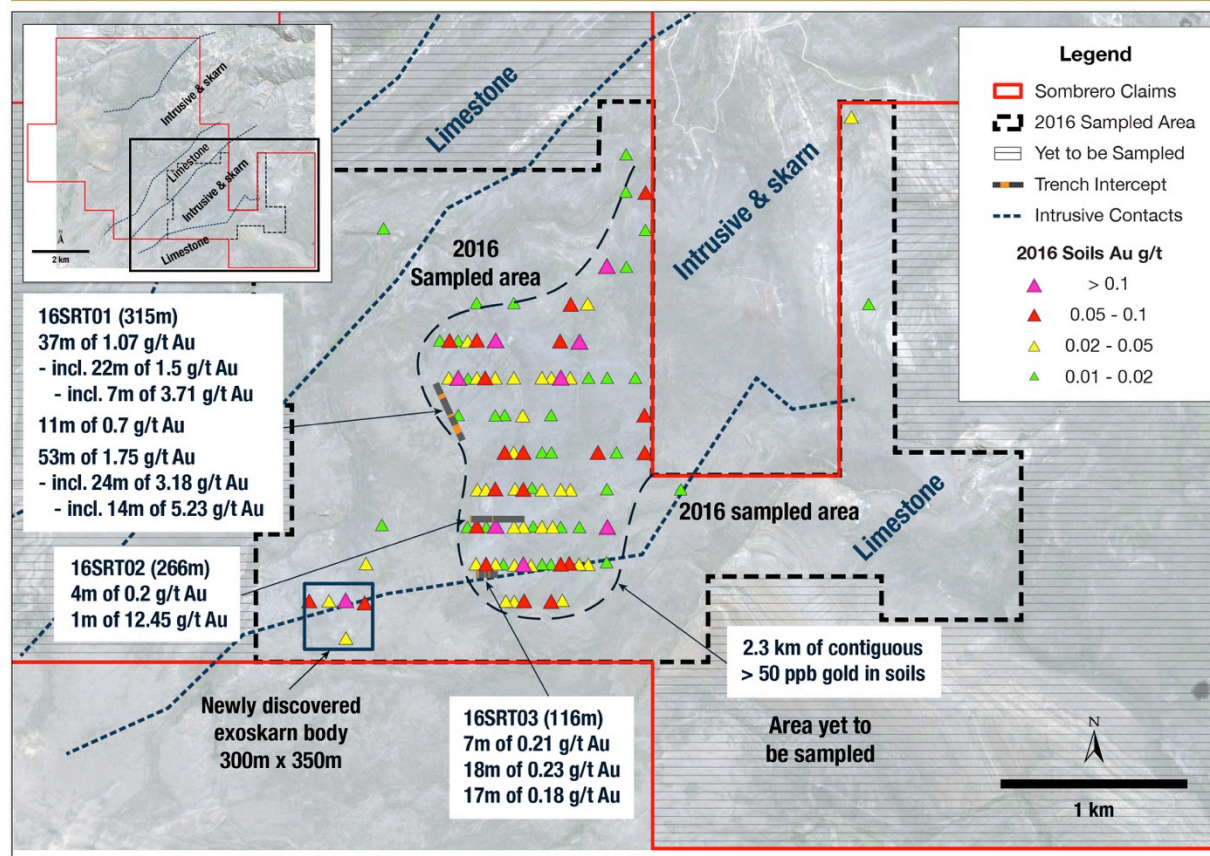 Intrusive & skarn
Limestone
Intrusive & skarn
Limestone
N
2 km
Limestone
Intrusive & skarn
Limestone
2016
Sampled area
2016 sampled area
Legend
Sombrero Claims
2016 Sampled Area
Yet to be Sampled
Trench Intercept
Intrusive Contacts
2016 Soils Au g/t
> 0.1
0.05 - 0.1
0.02 - 0.05
0.01 - 0.02
16SRT01 (315m)
37m of 1.07 g/t Au
- incl. 22m of 1.5 g/t Au
- incl. 7m of 3.71 g/t Au
11m of 0.7 g/t Au
53m of 1.75 g/t Au
- incl. 24m of 3.18 g/t Au
- incl. 14m of 5.23 g/t Au
16SRT02 (266m)
4m of 0.2 g/t Au
1m of 12.45 g/t Au
Newly discovered
exoskarn body
300m x 350m
16SRT03 (116m)
7m of 0.21 g/t Au
18m of 0.23 g/t Au
17m of 0.18 g/t Au
2.3 km of contiguous
> 50 ppb gold in soils
Area yet to
be sampled
N
1 km